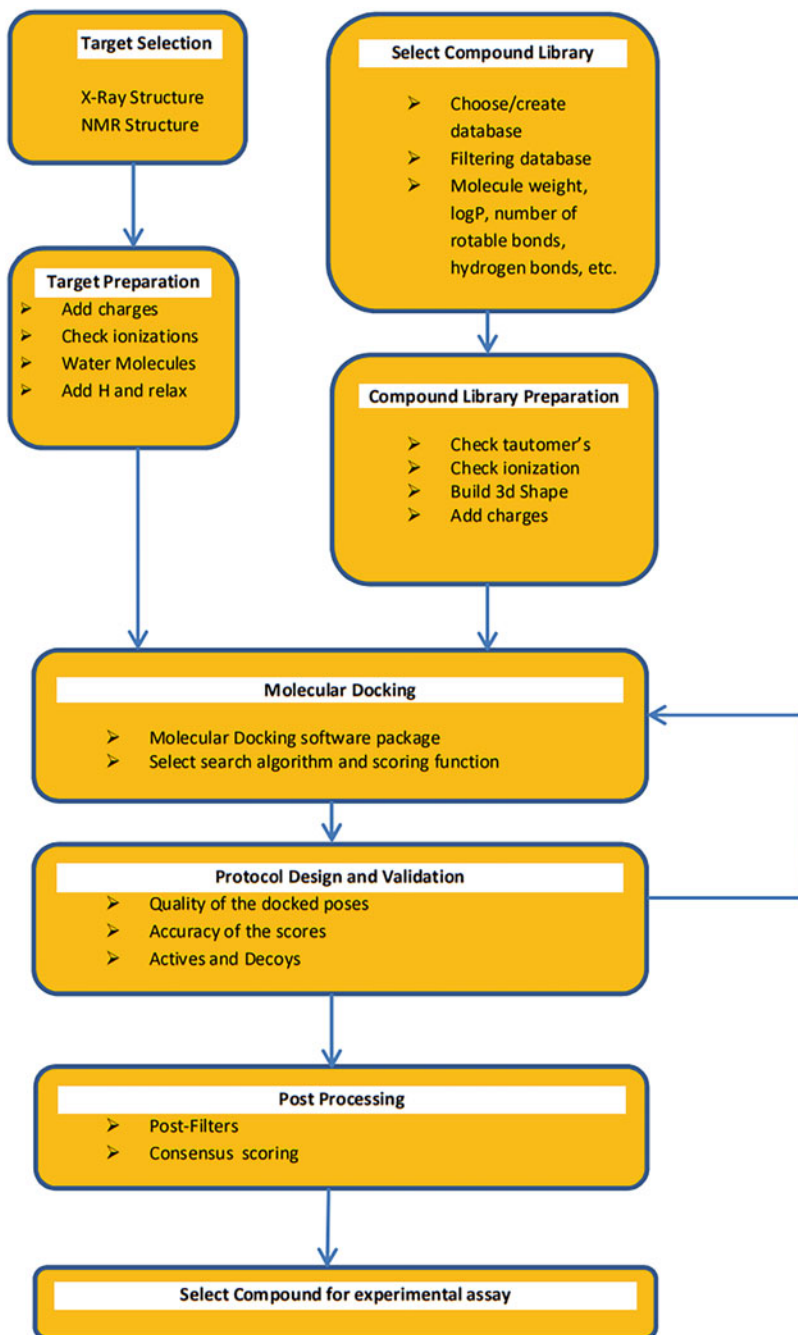 Target Selection
X-Ray Structure
NMR Structure
Target Preparation
➢ Add charges
➢ Check ionizations
➢ Water Molecules
➢ Add H and relax
Select Compound Library
➢ Choose/create
database
➢ Filtering database
➢ Molecule weight,
logP, number of
rotable bonds,
hydrogen bonds, etc.
Compound Library Preparation
➢ Check tautomer's
➢ Check ionization
➢ Build 3d Shape
➢ Add charges
Molecular Docking
➢ Molecular Docking software package
➢ Select search algorithm and scoring function
Protocol Design and Validation
➢ Quality of the docked poses
➢ Accuracy of the scores
➢ Actives and Decoys
Post Processing
➢ Post-Filters
➢ Consensus scoring
Select Compound for experimental assay